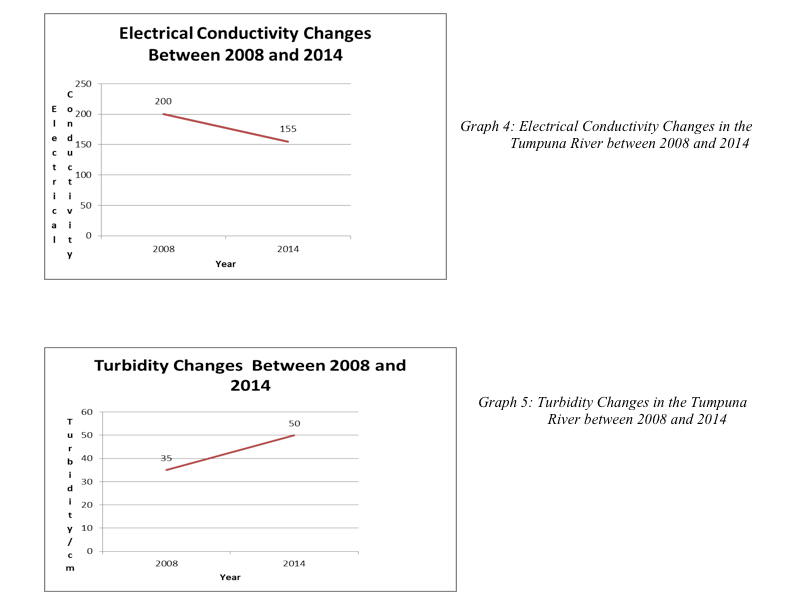 Electrical Conductivity Changes
Between 2008 and 2014
Electrical
Conductivity
250
200
150
100
50
0
200
155
2008 2014
Year
Graph 4: Electrical Conductivity Changes in the
Tumpuna River between 2008 and 2014
Turbidity Changes Between 2008 and
2014
Turbidity/cm
60
50
40
30
20
10
0
35
50
2008 2014
Year
Graph 5: Turbidity Changes in the Tumpuna
River between 2008 and 2014